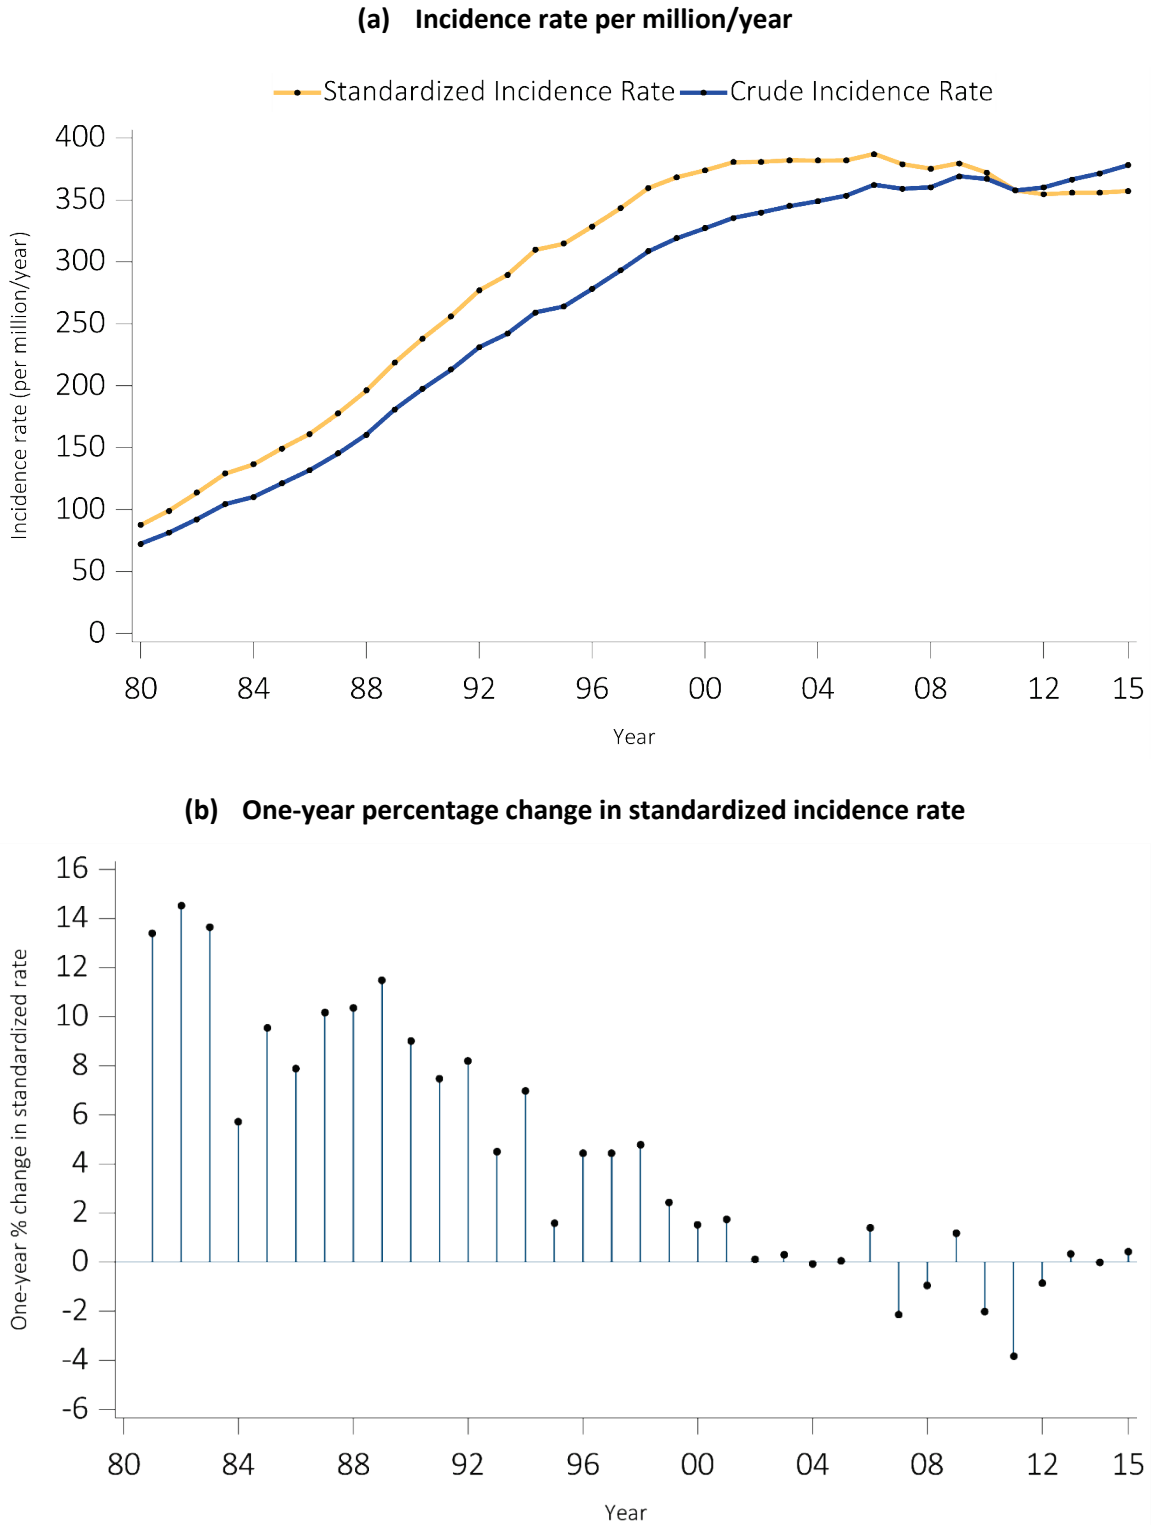 (a) Incidence rate per million/year
Standardized Incidence Rate Crude Incidence Rate
400
350
300
250
200
150
100
50
0
Incidence rate (per million/year)
80 84 88 92 96 00 04 08 12 15
Year
(b) One-year percentage change in standardized incidence rate
16
14
12
10
8
6
4
2
0
-2
-4
-6
One-year % change in standardized rate
80 84 88 92 96 00 04 08 12 15
Year